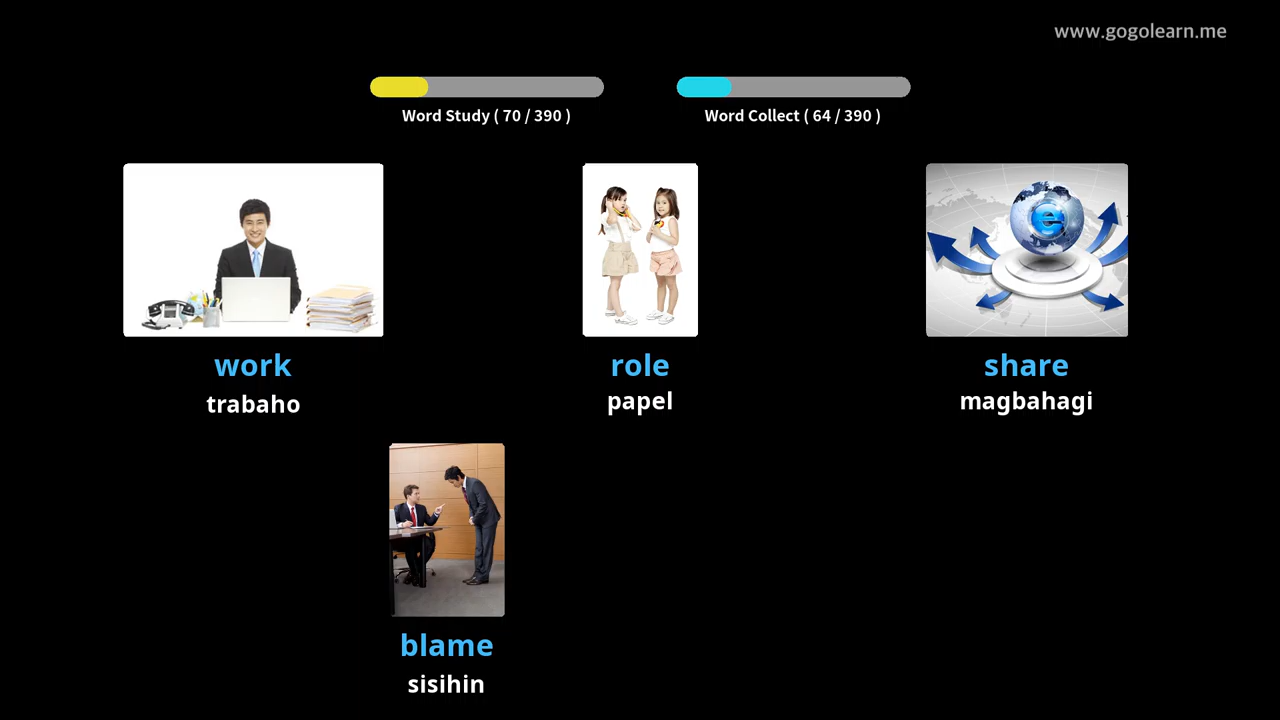 www.gogolearn.me
Word Study ( 70 / 390 )
Word Collect ( 64 / 390 )
e
work
trabaho
role
papel
share
magbahagi
blame
sisihin